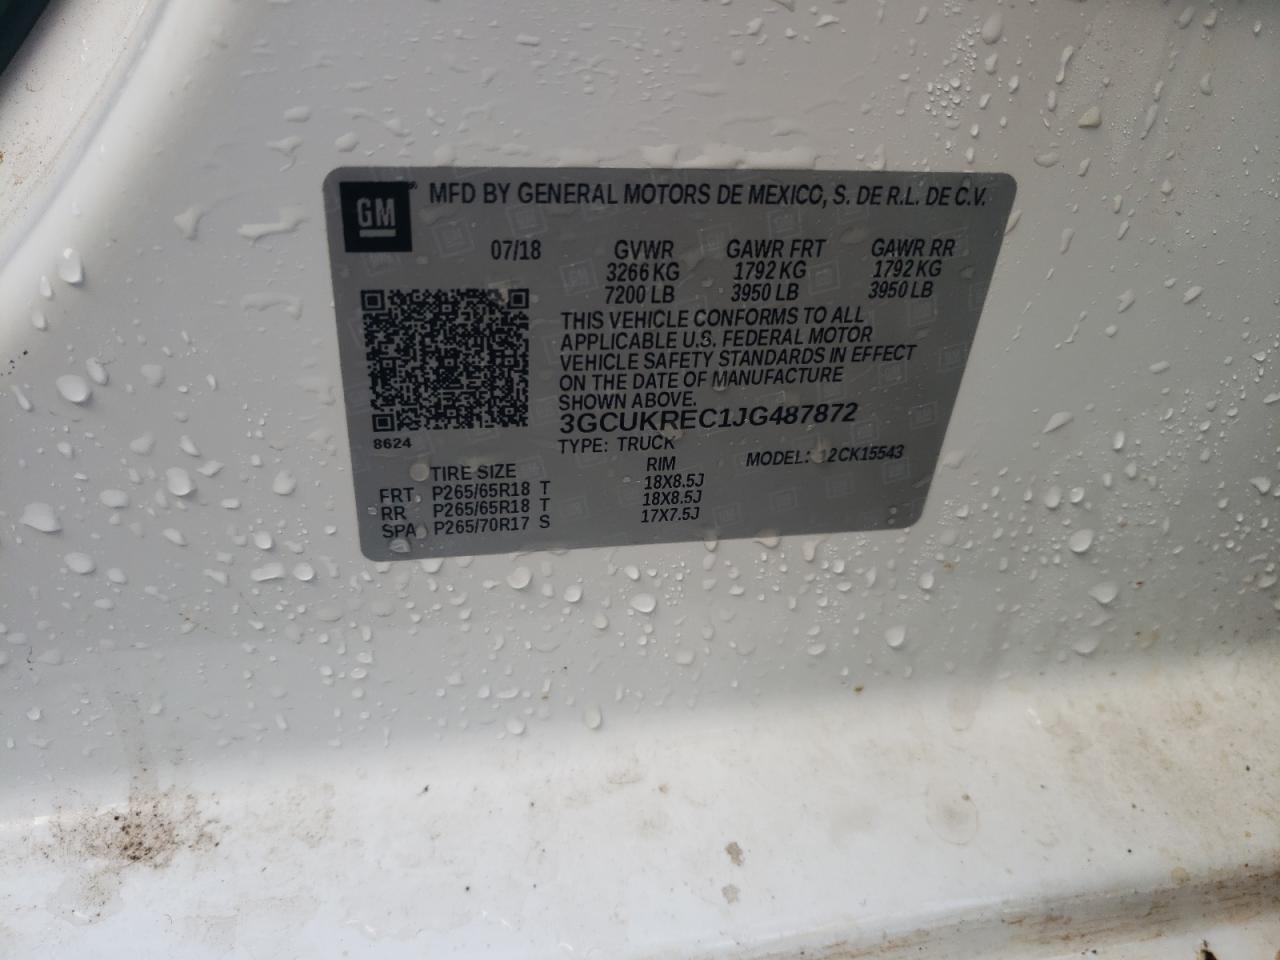 GM
MFD BY GENERAL MOTORS DE MEXICO, S. DE R.L. DE C.V.
07/18 GVWR GAWR FRT GAWR RR
3266 KG 1792 KG 1792 KG
7200 LB 3950 LB 3950 LB
THIS VEHICLE CONFORMS TO ALL
APPLICABLE U.S. FEDERAL MOTOR
VEHICLE SAFETY STANDARDS IN EFFECT
ON THE DATE OF MANUFACTURE
SHOWN ABOVE.
3GCUKREC1JG487872
8624 TYPE: TRUCK MODEL: 12CK15543
TIRE SIZE RIM
FRT P265/65R18 T 18X8.5J
RR P265/65R18 T 18X8.5J
SPA P265/70R17 S 17X7.5J